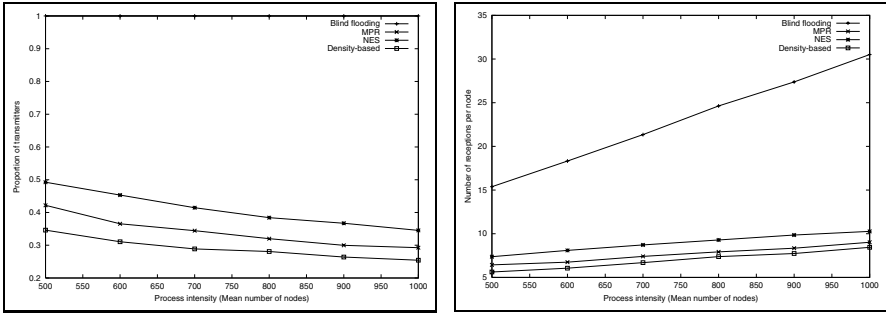 1
0.9
0.8
0.7
0.6
0.5
0.4
0.3
0.2
500 550 600 650 700 750 800 850 900 950 1000
Proportion of transmitters
Process intensity (Mean number of nodes)
Blind flooding
MPR
NES
Density-based
35
30
25
20
15
10
5
500 550 600 650 700 750 800 850 900 950 1000
Number of receptions per node
Process intensity (Mean number of nodes)
Blind flooding
MPR
NES
Density-based